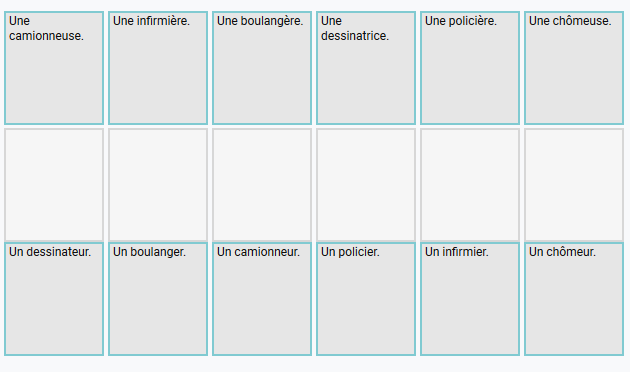 Une
camionneuse.
Une infirmière.
Une boulangère.
Une
dessinatrice.
Une policière.
Une chômeuse.
Un dessinateur.
Un boulanger.
Un camionneur.
Un policier.
Un infirmier.
Un chômeur.